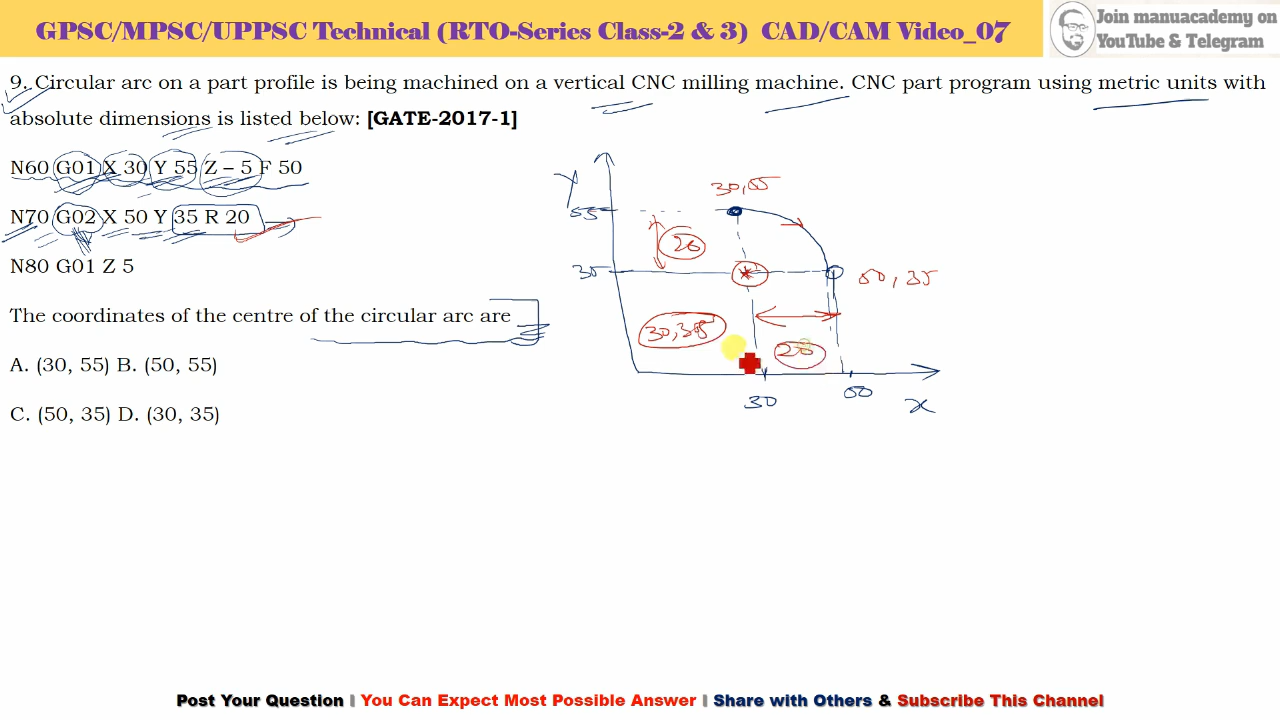 GPSC/MPSC/UPPSC Technical (RTO-Series Class-2 & 3) CAD/CAM Video_07
Join manuacademy on
YouTube & Telegram
9. Circular arc on a part profile is being machined on a vertical CNC milling machine. CNC part program using metric units with
absolute dimensions is listed below: [GATE-2017-1]
N60 G01 X 30 Y 55 Z – 5 F 50
N70 G02 X 50 Y 35 R 20
N80 G01 Z 5
The coordinates of the centre of the circular arc are
A. (30, 55) B. (50, 55)
C. (50, 35) D. (30, 35)
Y
30,55
55
20
35
50, 35
30,35
20
30
50
x
Post Your Question | You Can Expect Most Possible Answer | Share with Others & Subscribe This Channel